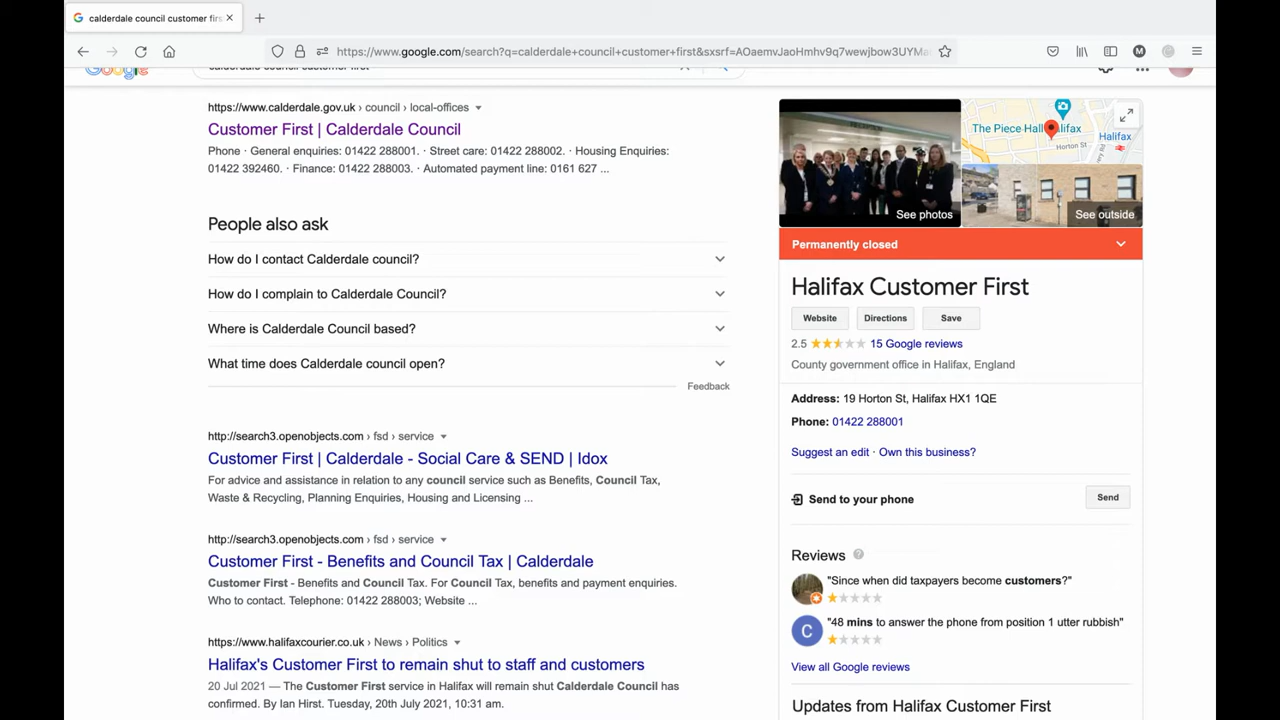 calderdale council customer firs
https://www.google.com/search?q=calderdale+council+customer+first&sxsrf=AOaemvJaoHmhv9q7wewjbow3UYMa
M
Google
calderdale council customer first
https://www.calderdale.gov.uk › council › local-offices
Customer First | Calderdale Council
Phone · General enquiries: 01422 288001. · Street care: 01422 288002. · Housing Enquiries:
01422 392460. · Finance: 01422 288003. · Automated payment line: 0161 627 ...
People also ask
How do I contact Calderdale council?
How do I complain to Calderdale Council?
Where is Calderdale Council based?
What time does Calderdale council open?
Feedback
http://search3.openobjects.com › fsd › service
Customer First | Calderdale - Social Care & SEND | Idox
For advice and assistance in relation to any council service such as Benefits, Council Tax,
Waste & Recycling, Planning Enquiries, Housing and Licensing ...
http://search3.openobjects.com › fsd › service
Customer First - Benefits and Council Tax | Calderdale
Customer First - Benefits and Council Tax. For Council Tax, benefits and payment enquiries.
Who to contact. Telephone: 01422 288003; Website ...
https://www.halifaxcourier.co.uk › News › Politics
Halifax's Customer First to remain shut to staff and customers
20 Jul 2021 — The Customer First service in Halifax will remain shut Calderdale Council has
confirmed. By Ian Hirst. Tuesday, 20th July 2021, 10:31 am.
See photos
The Piece Hall
Halifax
Halifax
Horton St
See outside
Permanently closed
Halifax Customer First
Website
Directions
Save
2.5 15 Google reviews
County government office in Halifax, England
Address: 19 Horton St, Halifax HX1 1QE
Phone: 01422 288001
Suggest an edit · Own this business?
Send to your phone
Send
Reviews
"Since when did taxpayers become customers?"
C
"48 mins to answer the phone from position 1 utter rubbish"
View all Google reviews
Updates from Halifax Customer First